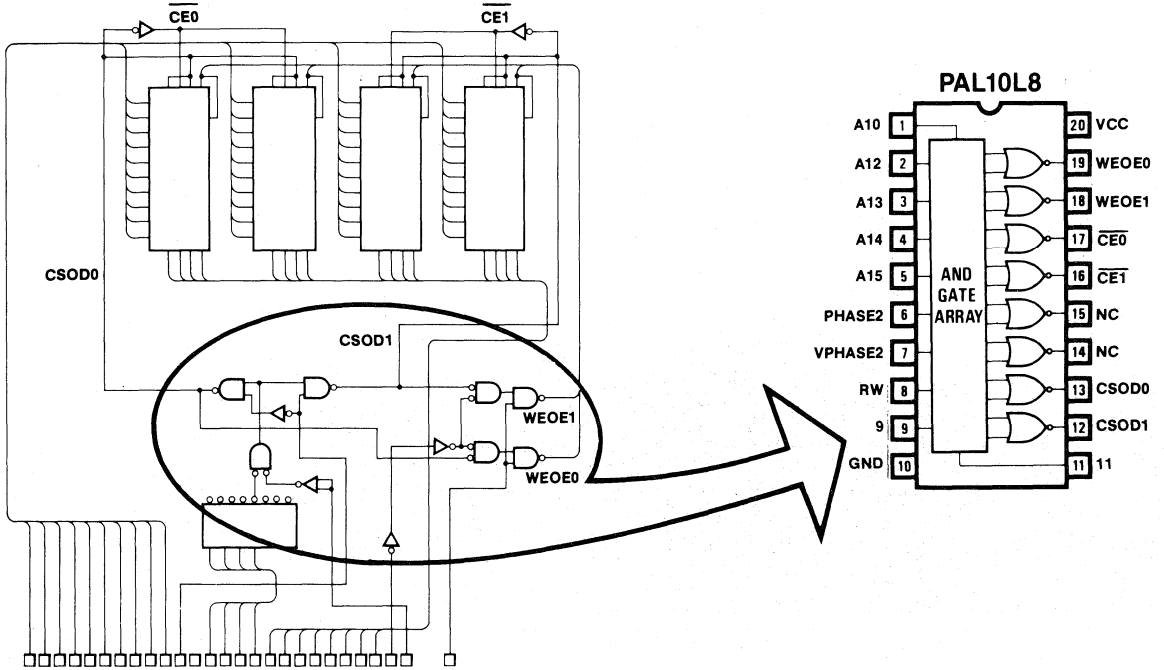 CE0
CE1
CSOD0
CSOD1
WEOE1
WEOE0
PAL10L8
A10 1
20 VCC
A12 2
19 WEOE0
A13 3
18 WEOE1
A14 4
17 CE0
A15 5
16 CE1
AND
GATE
ARRAY
PHASE2 6
15 NC
VPHASE2 7
14 NC
RW 8
13 CSOD0
9 9
12 CSOD1
GND 10
11 11